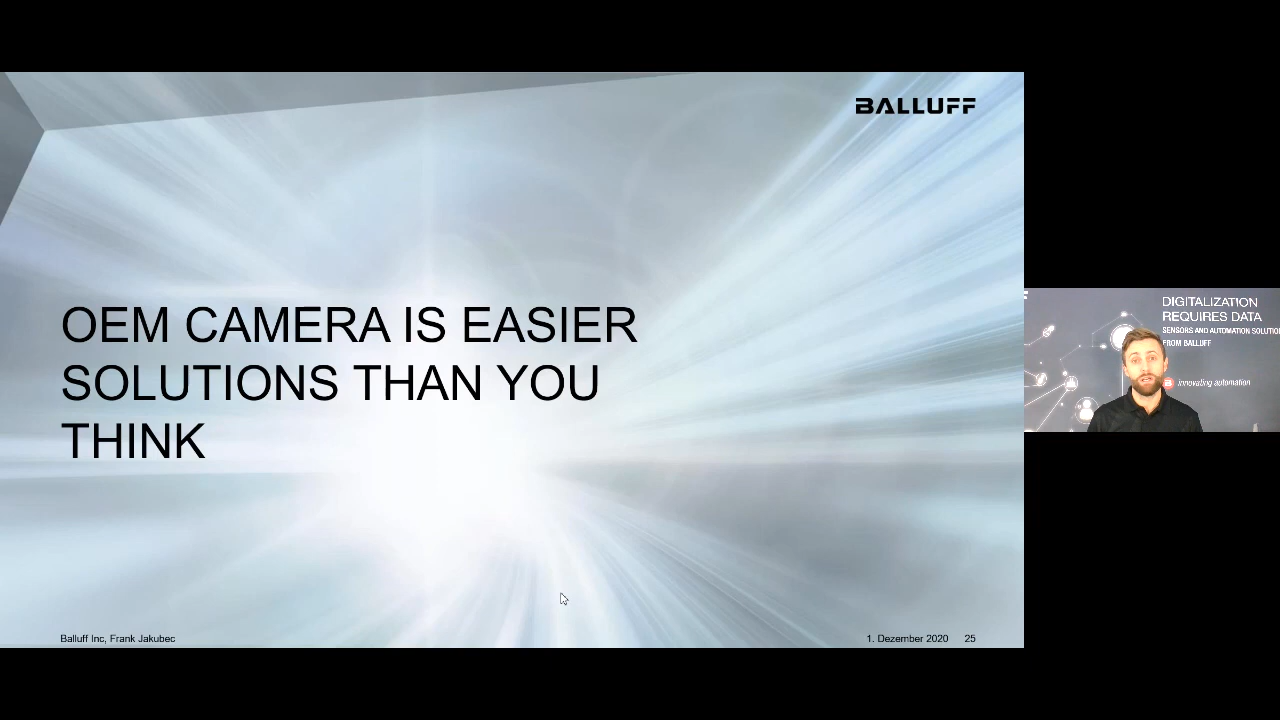 BALLUFF
OEM CAMERA IS EASIER
SOLUTIONS THAN YOU
THINK
Balluff Inc, Frank Jakubec
1. Dezember 2020 25
DIGITALIZATION
REQUIRES DATA
SENSORS AND AUTOMATION SOLUTIO
FROM BALLUFF
innovating automation